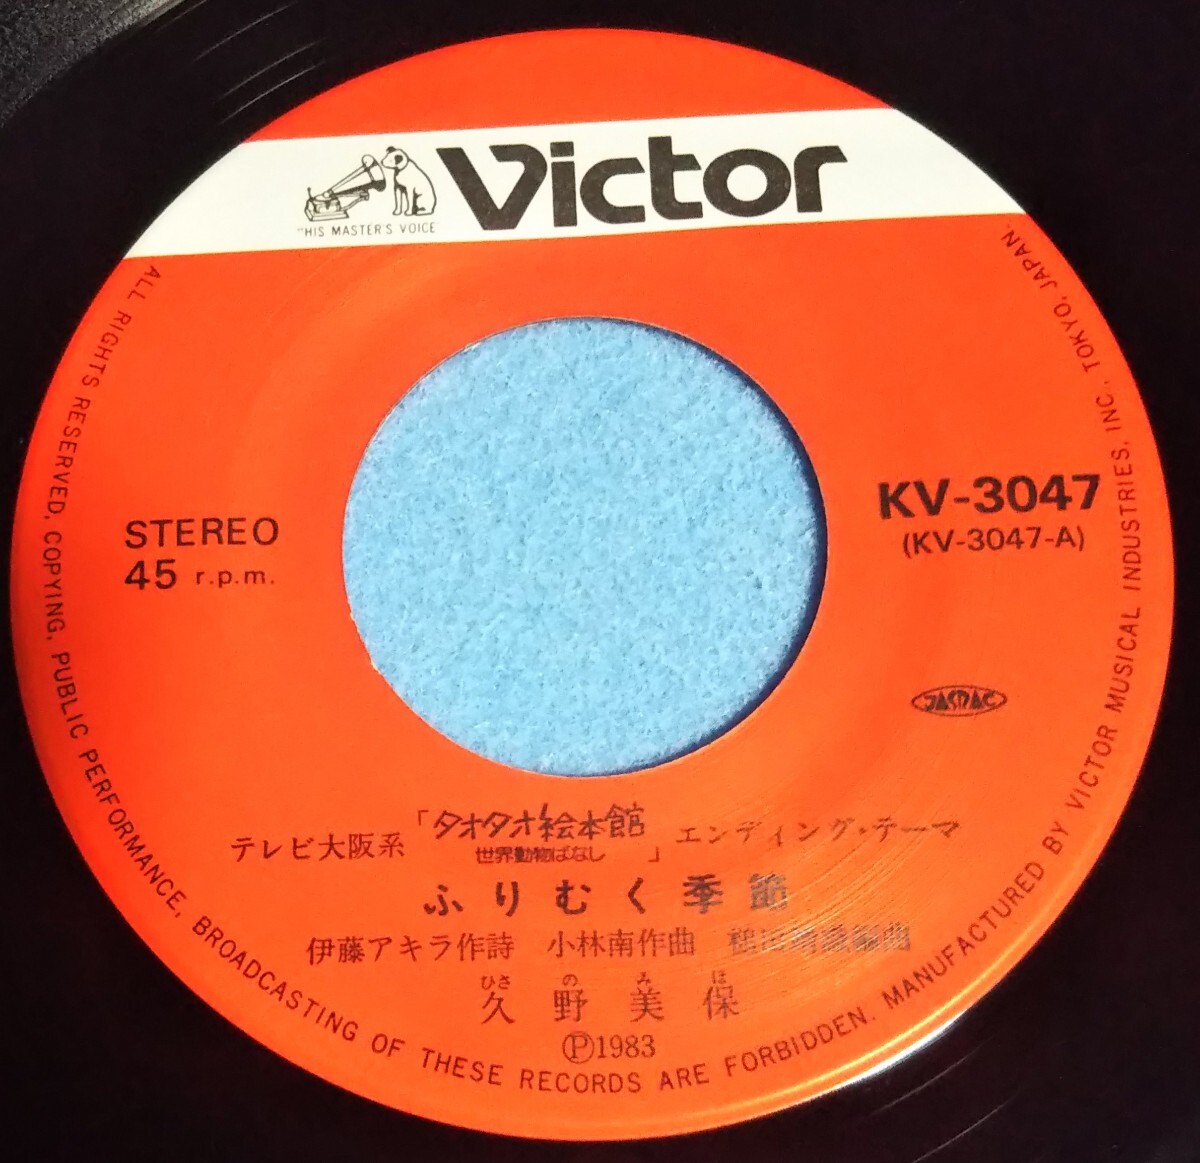 Victor
"HIS MASTER'S VOICE"
STEREO
45 r.p.m.
KV-3047
(KV-3047-A)
JASRAC
テレビ大阪系「タオタオ絵本館 世界動物ばなし」エンディング・テーマ
ふりむく季節
伊藤アキラ作詩 小林南作曲 編曲
ひさ の み ほ
久野美保
Ⓟ1983
ALL RIGHTS RESERVED. COPYING, PUBLIC PERFORMANCE, BROADCASTING OF THESE RECORDS ARE FORBIDDEN. MANUFACTURED BY VICTOR MUSICAL INDUSTRIES, INC., TOKYO, JAPAN.